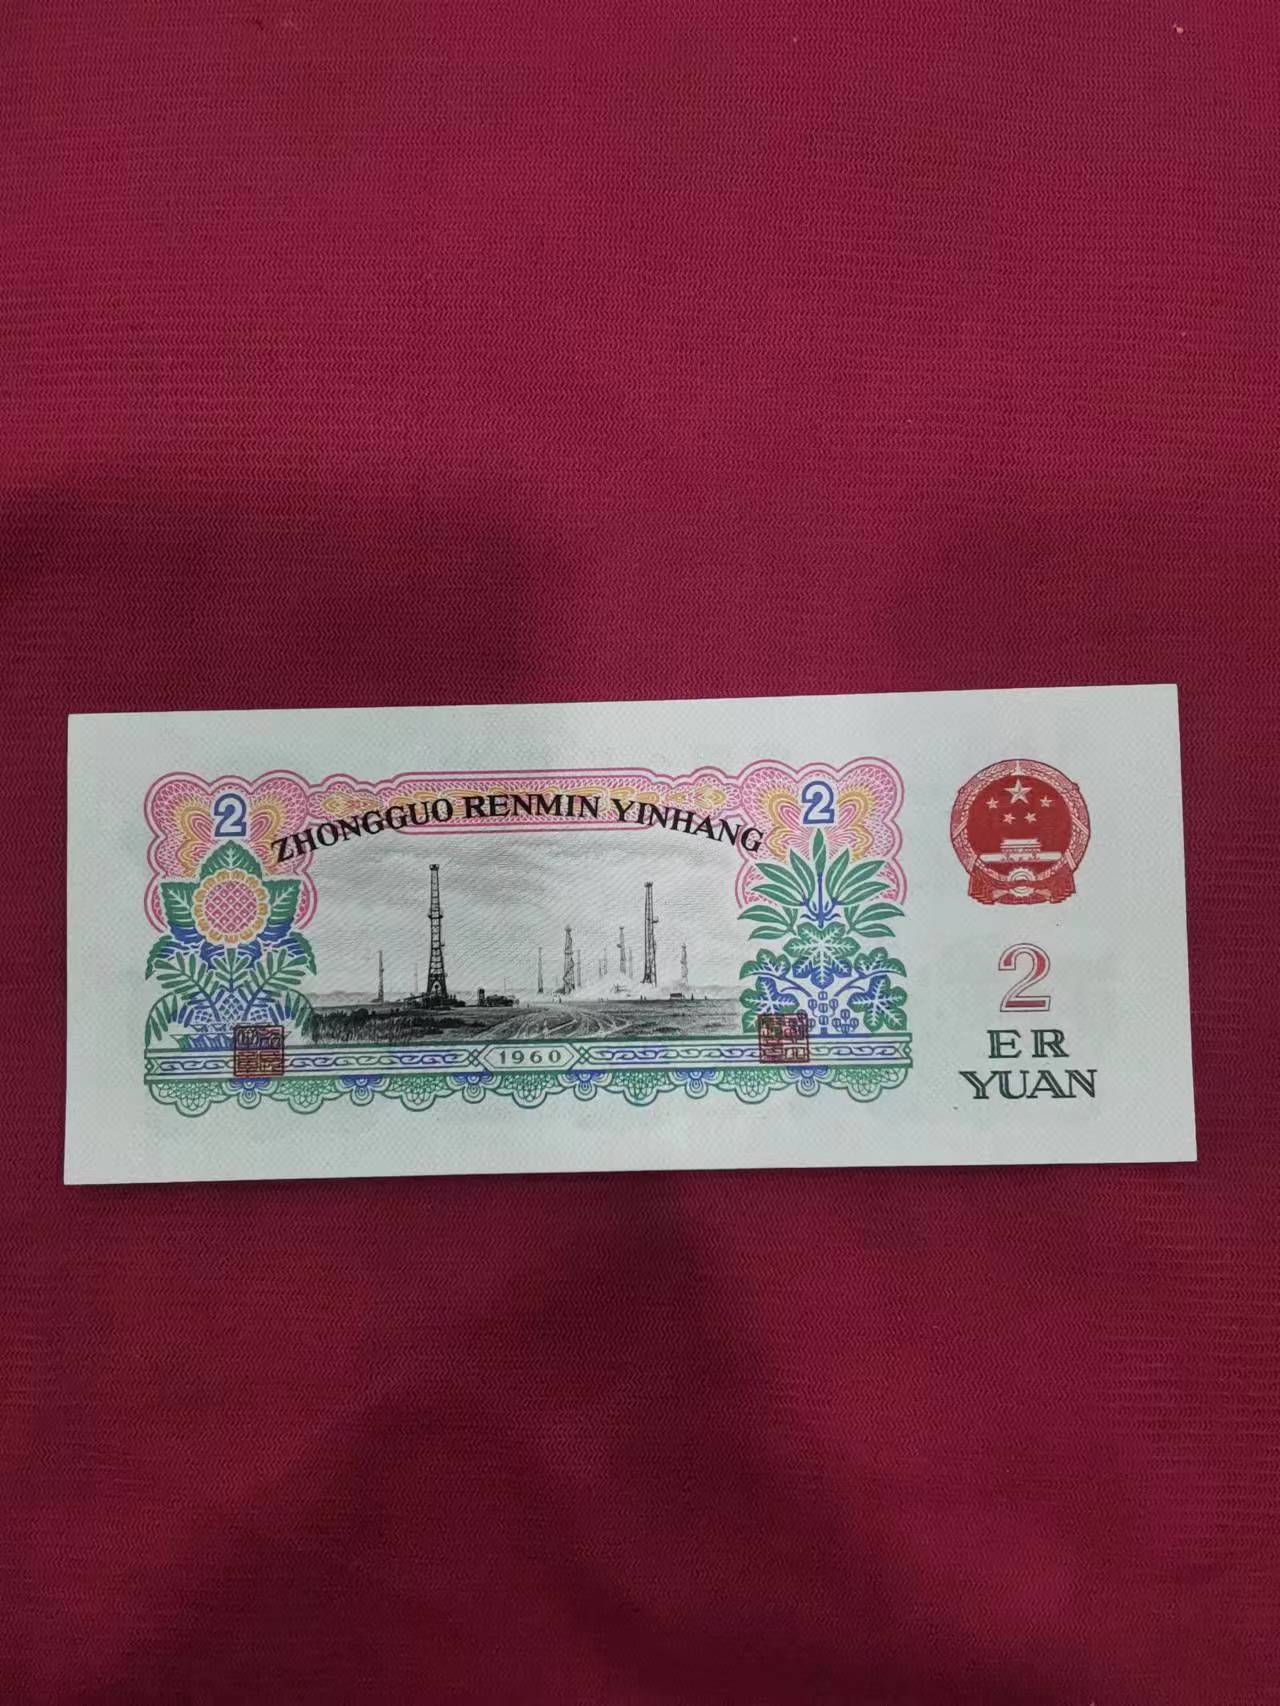 2
2
ZHONGGUO RENMIN YINHANG
1960
2
ER
YUAN